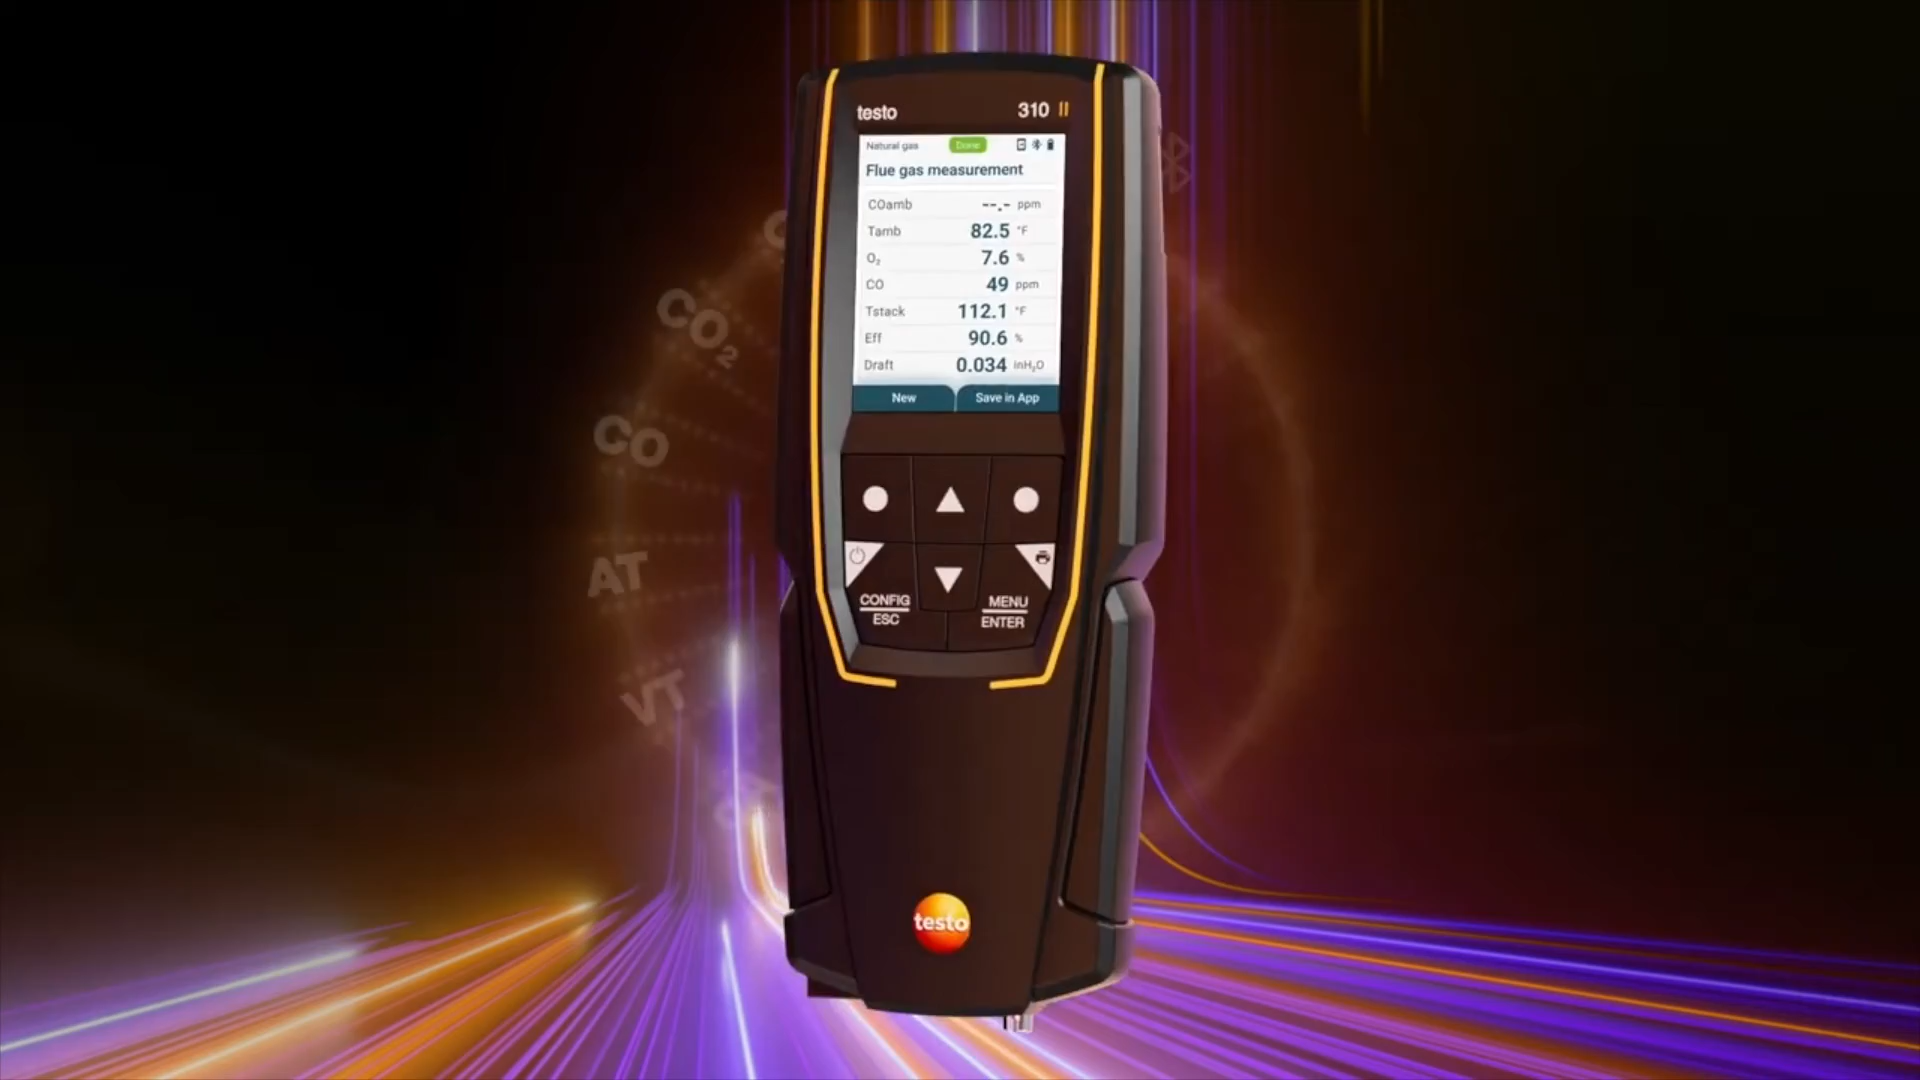 testo 310 II
Natural gas Done
Flue gas measurement
COamb --.- ppm
Tamb 82.5 °F
O₂ 7.6 %
CO 49 ppm
Tstack 112.1 °F
Eff 90.6 %
Draft 0.034 inH₂O
New Save in App
CO₂
CO
AT
VT
CONFIG
ESC
MENU
ENTER
testo